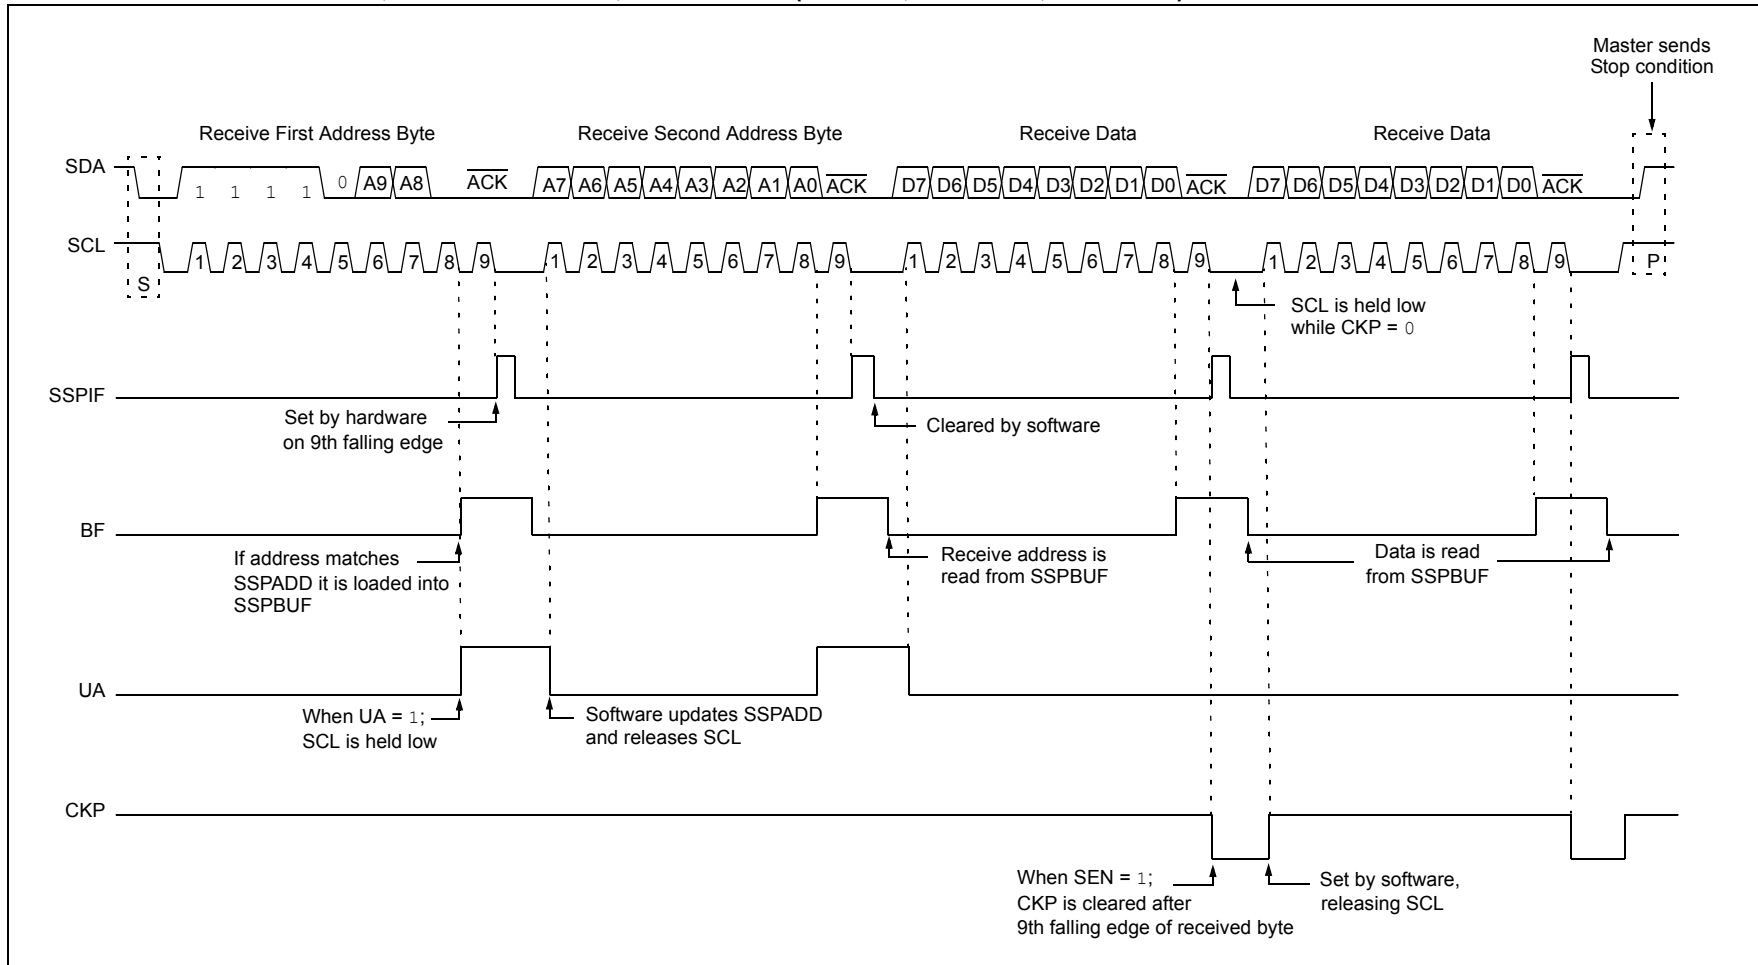 Master sends
Stop condition
Receive First Address Byte
Receive Second Address Byte
Receive Data
Receive Data
SDA
1 1 1 1 0 A9 A8 ACK A7 A6 A5 A4 A3 A2 A1 A0 ACK D7 D6 D5 D4 D3 D2 D1 D0 ACK D7 D6 D5 D4 D3 D2 D1 D0 ACK
SCL
S 1 2 3 4 5 6 7 8 9 1 2 3 4 5 6 7 8 9 1 2 3 4 5 6 7 8 9 1 2 3 4 5 6 7 8 9 P
SCL is held low
while CKP = 0
SSPIF
Set by hardware
on 9th falling edge
Cleared by software
BF
If address matches
SSPADD it is loaded into
SSPBUF
Receive address is
read from SSPBUF
Data is read
from SSPBUF
UA
When UA = 1;
SCL is held low
Software updates SSPADD
and releases SCL
CKP
When SEN = 1;
CKP is cleared after
9th falling edge of received byte
Set by software,
releasing SCL